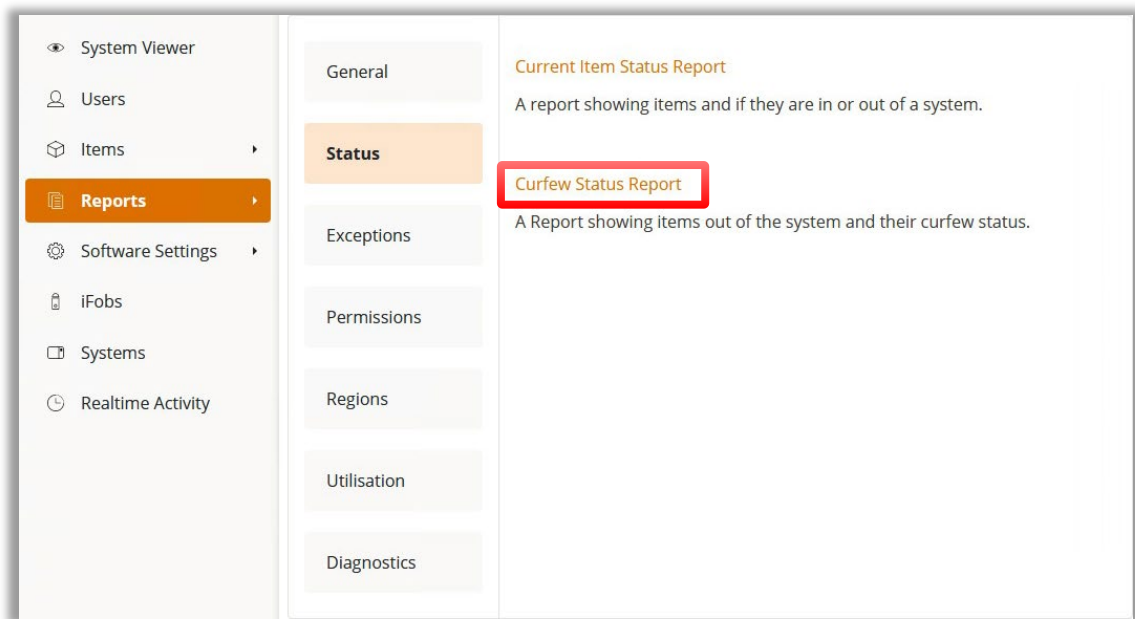 System Viewer
Users
Items
Reports
Software Settings
iFobs
Systems
Realtime Activity
General
Status
Exceptions
Permissions
Regions
Utilisation
Diagnostics
Current Item Status Report
A report showing items and if they are in or out of a system.
Curfew Status Report
A Report showing items out of the system and their curfew status.